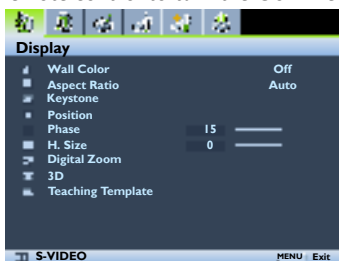 Display
Wall Color Off
Aspect Ratio Auto
Keystone
Position
Phase 15
H. Size 0
Digital Zoom
3D
Teaching Template
S-VIDEO MENU Exit